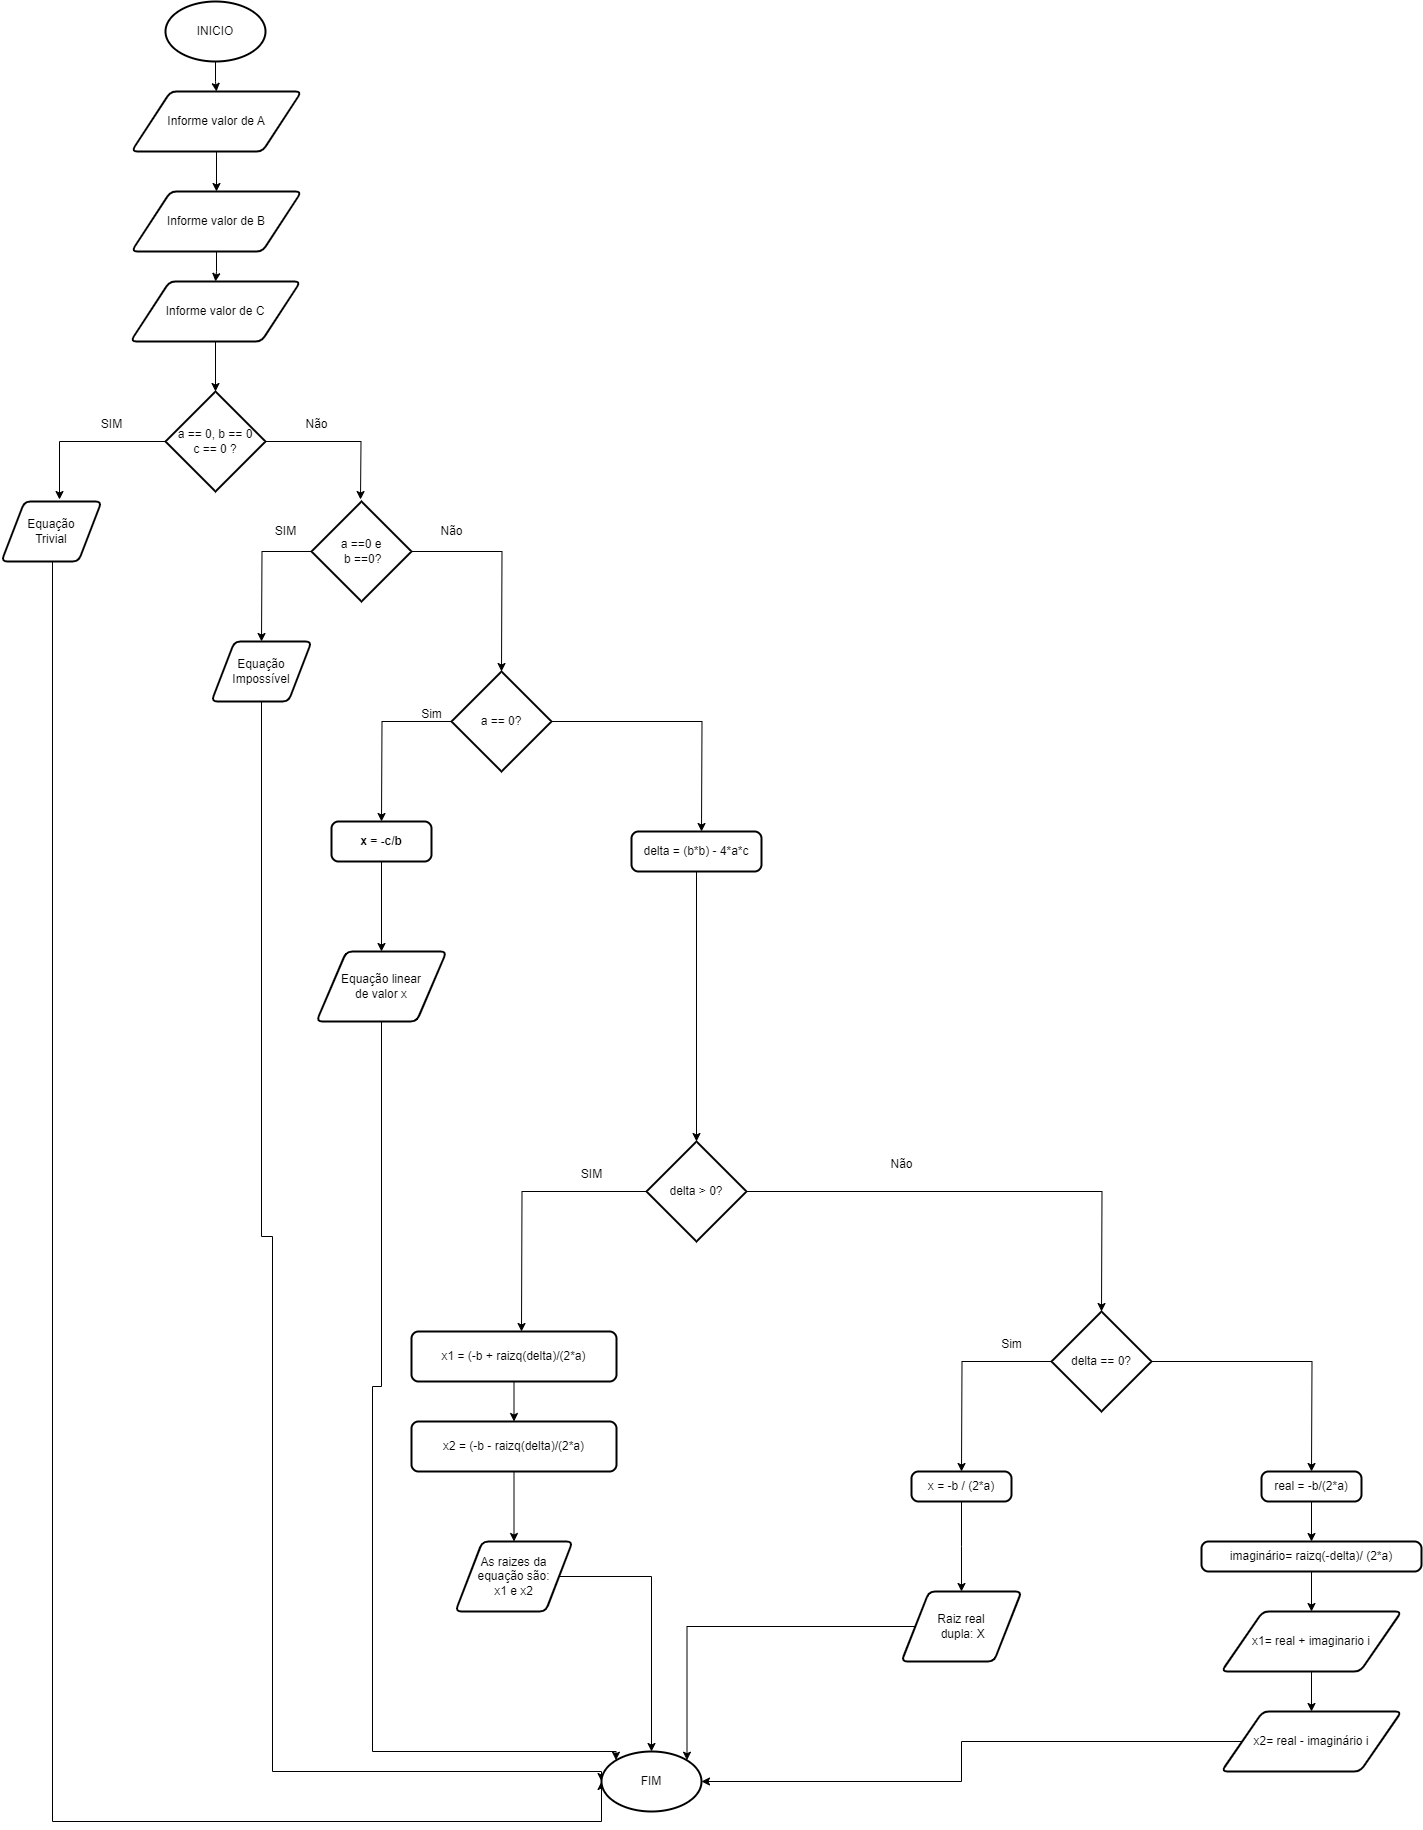 INICIO
Informe valor de A
Informe valor de B
Informe valor de C
SIM
Não
a == 0, b == 0
c == 0 ?
Equação
Trivial
SIM
Não
a ==0 e
b ==0?
Equação
Impossível
Sim
a == 0?
x = -c/b
delta = (b*b) - 4*a*c
Equação linear
de valor x
SIM
Não
delta > 0?
Sim
delta == 0?
x1 = (-b + raizq(delta)/(2*a)
x2 = (-b - raizq(delta)/(2*a)
x = -b / (2*a)
real = -b/(2*a)
As raizes da
equação são:
x1 e x2
imaginário= raizq(-delta)/ (2*a)
Raiz real
dupla: X
x1= real + imaginario i
x2= real - imaginário i
FIM